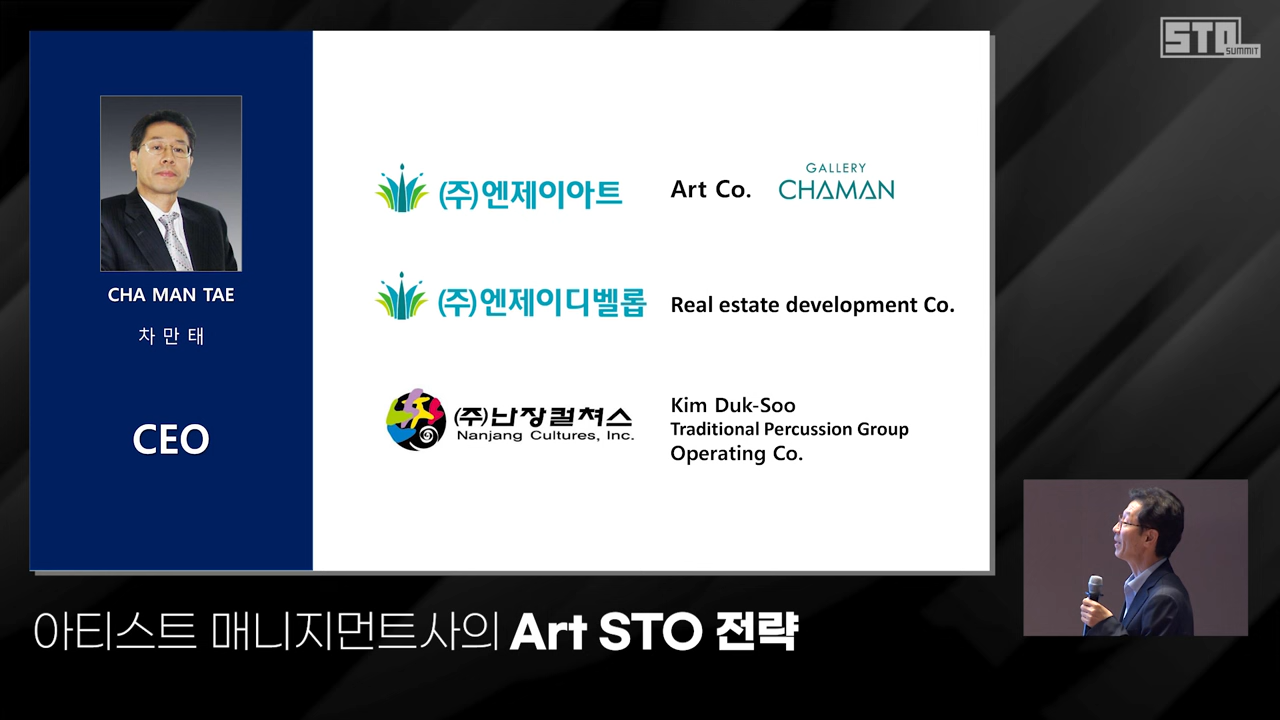 STO
SUMMIT
CHA MAN TAE
차 만 태
CEO
(주)엔제이아트
Art Co.
GALLERY
CHAMAN
(주)엔제이디벨롭
Real estate development Co.
(주)난장컬쳐스
Nanjang Cultures, Inc.
Kim Duk-Soo
Traditional Percussion Group
Operating Co.
아티스트 매니지먼트사의 Art STO 전략